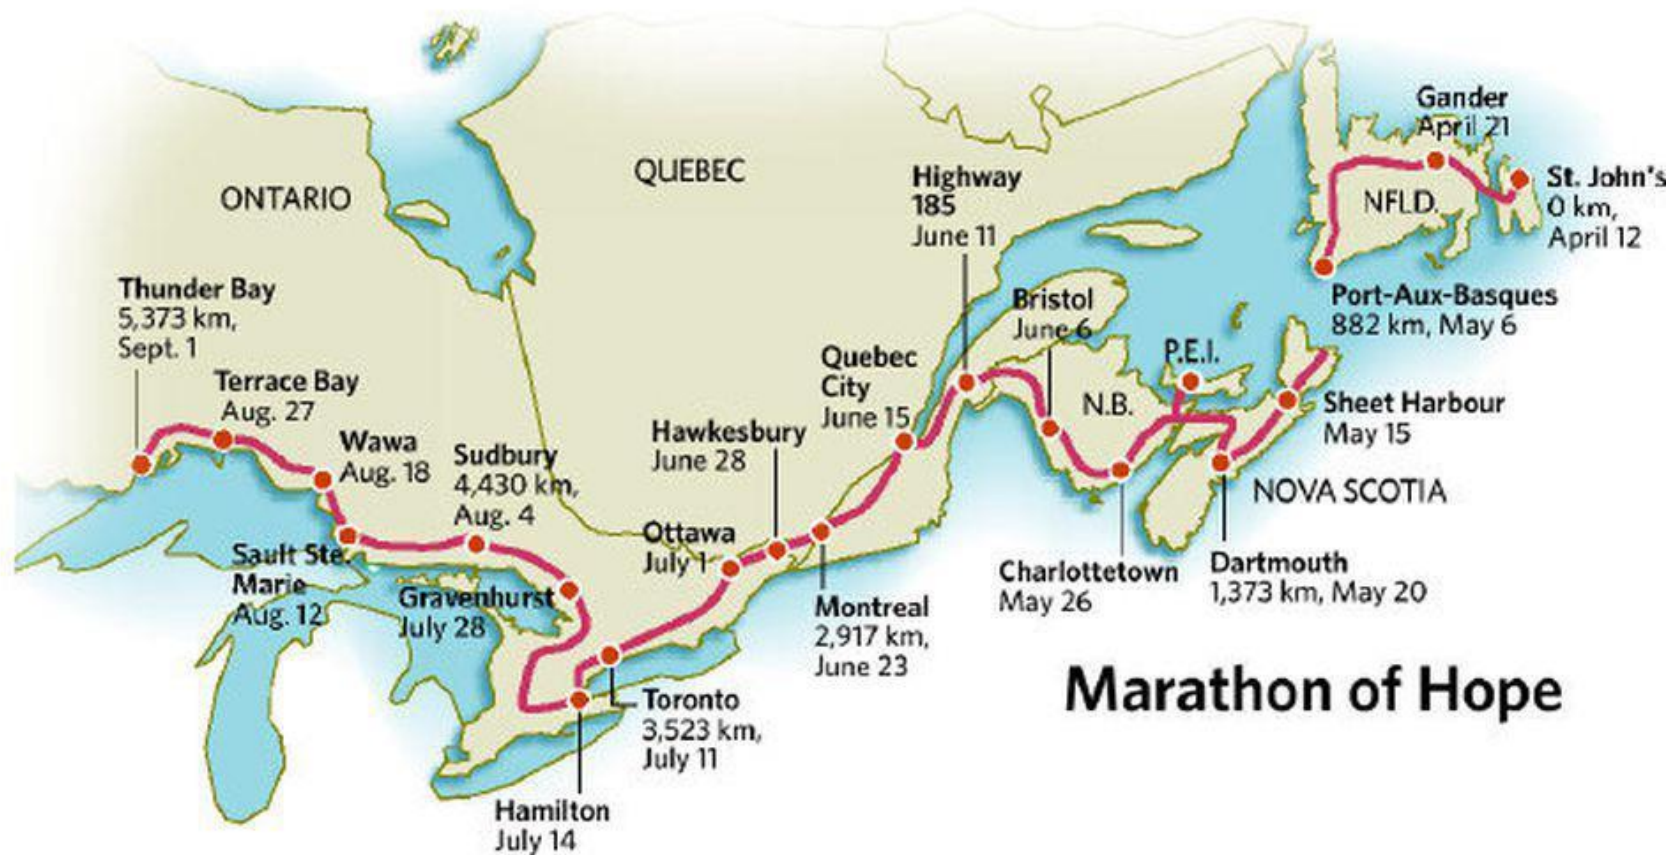 Gander
April 21
St. John's
0 km,
April 12
NFLD.
Port-Aux-Basques
882 km, May 6
QUEBEC
ONTARIO
Highway
185
June 11
Bristol
June 6
P.E.I.
N.B.
Sheet Harbour
May 15
NOVA SCOTIA
Dartmouth
1,373 km, May 20
Charlottetown
May 26
Quebec
City
June 15
Hawkesbury
June 28
Montreal
2,917 km,
June 23
Ottawa
July 1
Toronto
3,523 km,
July 11
Hamilton
July 14
Gravenhurst
July 28
Sudbury
4,430 km,
Aug. 4
Sault Ste.
Marie
Aug. 12
Wawa
Aug. 18
Terrace Bay
Aug. 27
Thunder Bay
5,373 km,
Sept. 1
Marathon of Hope